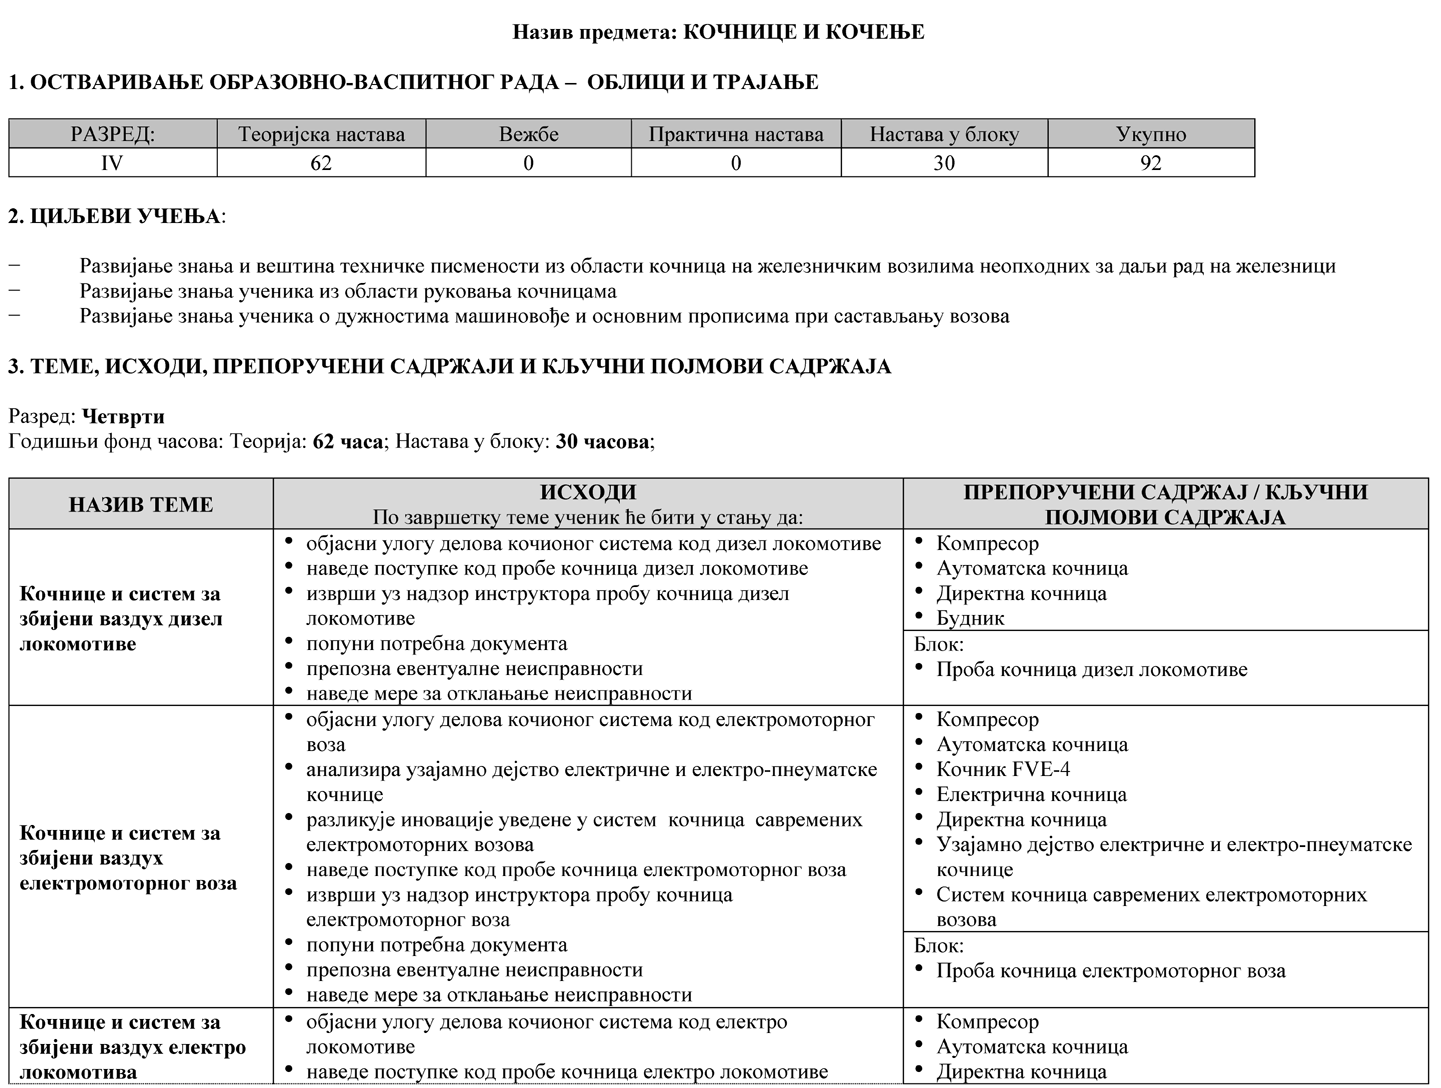 Назив предмета: КОЧНИЦЕ И КОЧЕЊЕ
1. ОСТВАРИВАЊЕ ОБРАЗОВНО-ВАСПИТНОГ РАДА – ОБЛИЦИ И ТРАЈАЊЕ
РАЗРЕД: Теоријска настава Вежбе Практична настава Настава у блоку Укупно
IV 62 0 0 30 92
2. ЦИЉЕВИ УЧЕЊА:
– Развијање знања и вештина техничке писмености из области кочница на железничким возилима неопходних за даљи рад на железници
– Развијање знања ученика из области руковања кочницама
– Развијање знања ученика о дужностима машиновође и основним прописима при састављању возова
3. ТЕМЕ, ИСХОДИ, ПРЕПОРУЧЕНИ САДРЖАЈИ И КЉУЧНИ ПОЈМОВИ САДРЖАЈА
Разред: Четврти
Годишњи фонд часова: Теорија: 62 часа; Настава у блоку: 30 часова;
НАЗИВ ТЕМЕ
ИСХОДИ
По завршетку теме ученик ће бити у стању да:
ПРЕПОРУЧЕНИ САДРЖАЈ / КЉУЧНИ
ПОЈМОВИ САДРЖАЈА
Кочнице и систем за
збијени ваздух дизел
локомотиве
• објасни улогу делова кочионог система код дизел локомотиве
• наведе поступке код пробе кочница дизел локомотиве
• изврши уз надзор инструктора пробу кочница дизел
локомотиве
• попуни потребна документа
• препозна евентуалне неисправности
• наведе мере за отклањање неисправности
• Компресор
• Аутоматска кочница
• Директна кочница
• Будник
Блок:
• Проба кочница дизел локомотиве
Кочнице и систем за
збијени ваздух
електромоторног воза
• објасни улогу делова кочионог система код електромоторног
воза
• анализира узајамно дејство електричне и електро-пнеуматске
кочнице
• разликује иновације уведене у систем кочница савремених
електромоторних возова
• наведе поступке код пробе кочница електромоторног воза
• изврши уз надзор инструктора пробу кочница
електромоторног воза
• попуни потребна документа
• препозна евентуалне неисправности
• наведе мере за отклањање неисправности
• Компресор
• Аутоматска кочница
• Кочник FVE-4
• Електрична кочница
• Директна кочница
• Узајамно дејство електричне и електро-пнеуматске
кочнице
• Систем кочница савремених електромоторних
возова
Блок:
• Проба кочница електромоторног воза
Кочнице и систем за
збијени ваздух електро
локомотива
• објасни улогу делова кочионог система код електро
локомотиве
• наведе поступке код пробе кочница електро локомотиве
• Компресор
• Аутоматска кочница
• Директна кочница